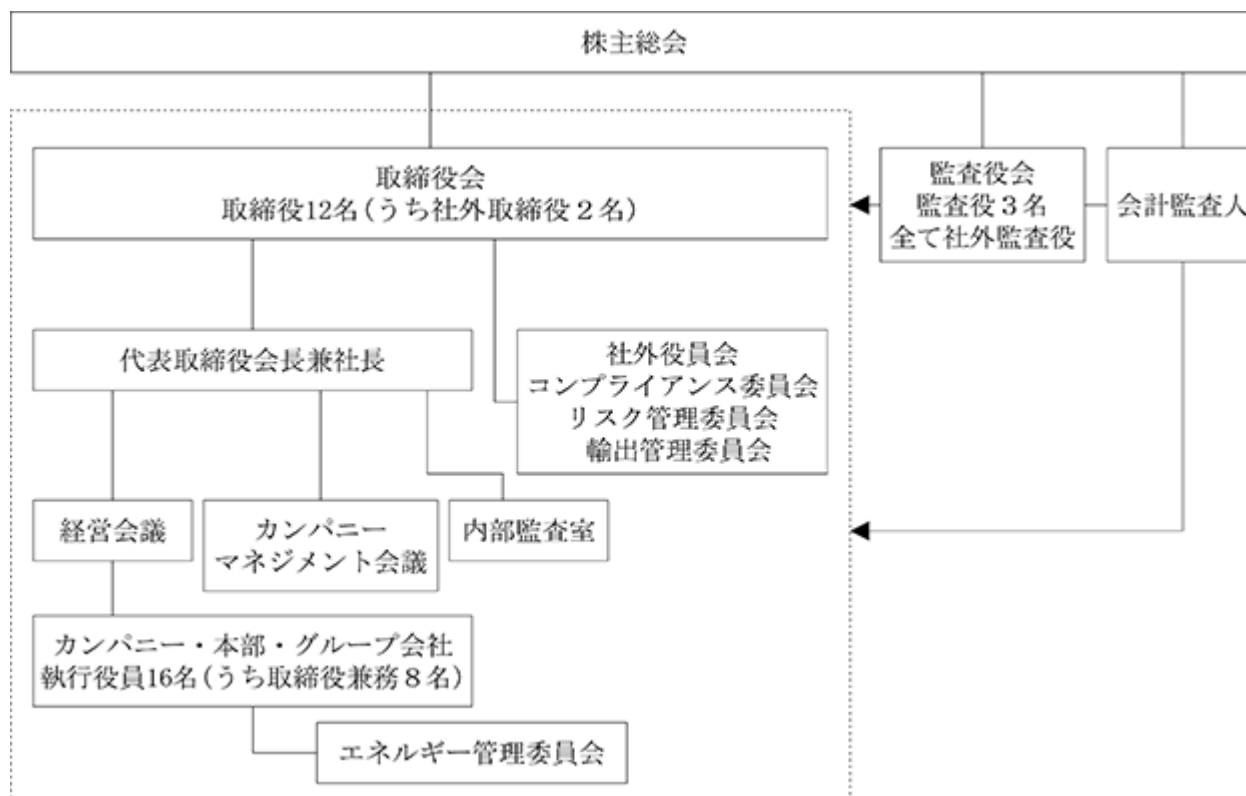 株主総会
取締役会
取締役12名(うち社外取締役2名)
監査役会
監査役3名
全て社外監査役
会計監査人
代表取締役会長兼社長
社外役員会
コンプライアンス委員会
リスク管理委員会
輸出管理委員会
経営会議
カンパニー
マネジメント会議
内部監査室
カンパニー・本部・グループ会社
執行役員16名(うち取締役兼務8名)
エネルギー管理委員会